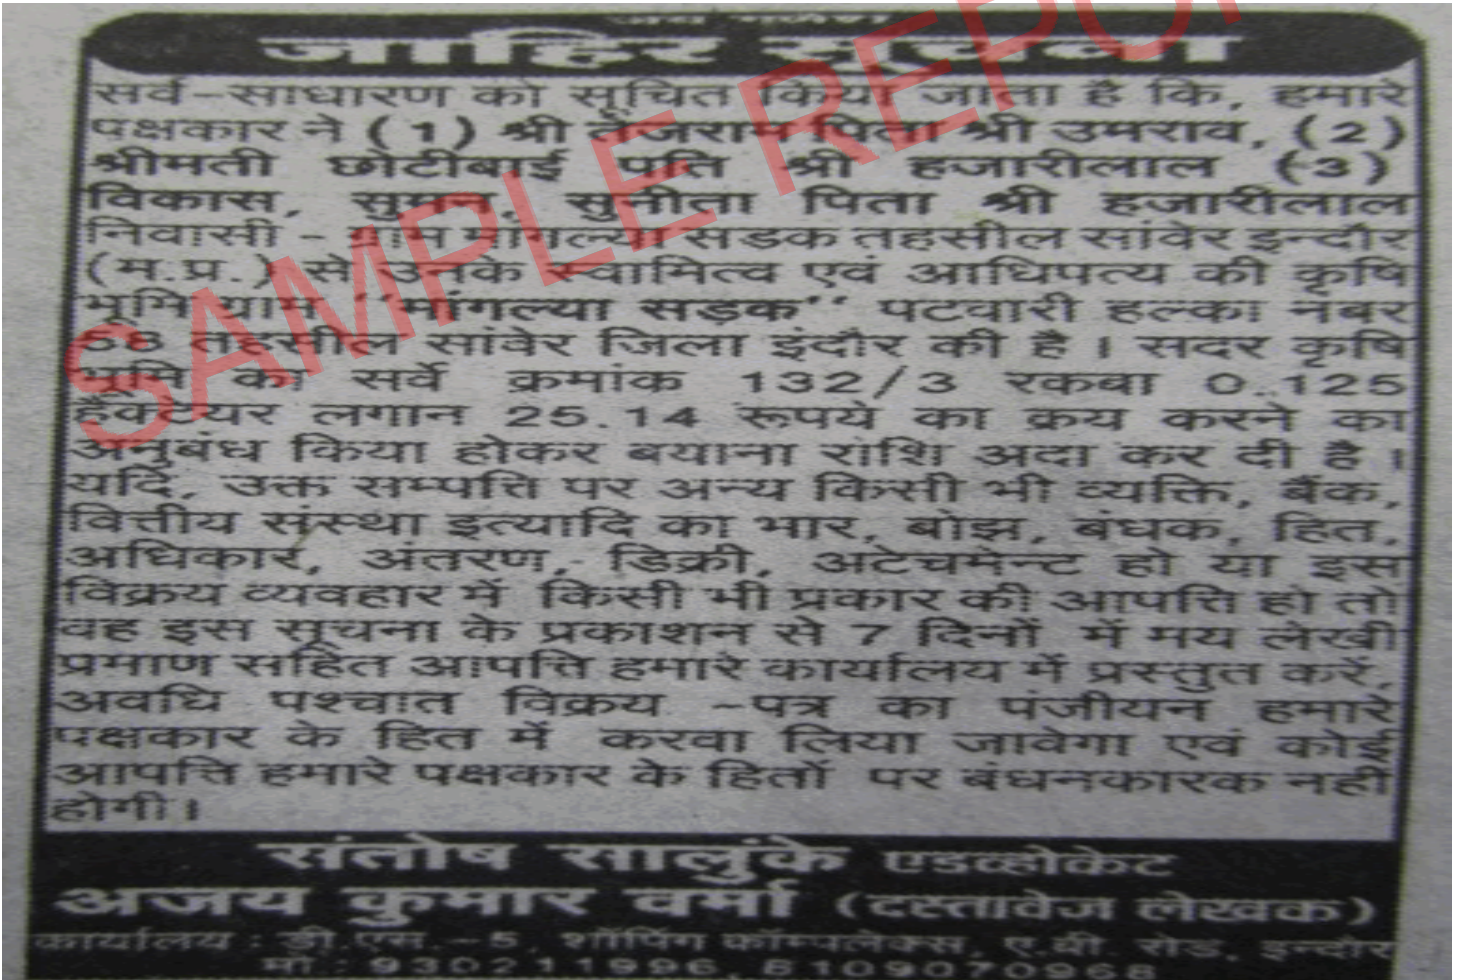 जय गणेश
जाहिर सूचना
सर्व-साधारण को सूचित किया जाता है कि, हमारे
पक्षकार ने (1) श्री तेजराम पिता श्री उमराव, (2)
श्रीमती छोटीबाई पति श्री हजारीलाल (3)
विकास, सुमन, सुनीता पिता श्री हजारीलाल
निवासी - ग्राम मांगल्या सडक तहसील सांवेर इन्दौर
(म.प्र.) से उनके स्वामित्व एवं आधिपत्य की कृषि
भूमि ग्राम "मांगल्या सड़क" पटवारी हल्का नंबर
तहसील सांवेर जिला इंदौर की है । सदर कृषि
भूमि का सर्वे क्रमांक 132/3 रकबा 0.125
हेक्टेयर लगान 25.14 रूपये का क्रय करने का
अनुबंध किया होकर बयाना राशि अदा कर दी है ।
यदि, उक्त सम्पत्ति पर अन्य किसी भी व्यक्ति, बैंक,
वित्तीय संस्था इत्यादि का भार, बोझ, बंधक, हित,
अधिकार, अंतरण, डिक्री, अटेचमेन्ट हो या इस
विक्रय व्यवहार में किसी भी प्रकार की आपत्ति हो तो
वह इस सूचना के प्रकाशन से 7 दिनों में मय लेखी
प्रमाण सहित आपत्ति हमारे कार्यालय में प्रस्तुत करें,
अवधि पश्चात विक्रय -पत्र का पंजीयन हमारे
पक्षकार के हित में करवा लिया जावेगा एवं कोई
आपत्ति हमारे पक्षकार के हितों पर बंधनकारक नहीं
होगी।
संतोष सालुंके एडव्होकेट
अजय कुमार वर्मा (दस्तावेज लेखक)
कार्यालय : डी.एस.-5, शॉपिंग कॉम्पलेक्स, ए.बी. रोड, इन्दौर
मो : 9302111996, 8109070968
SAMPLE REPO